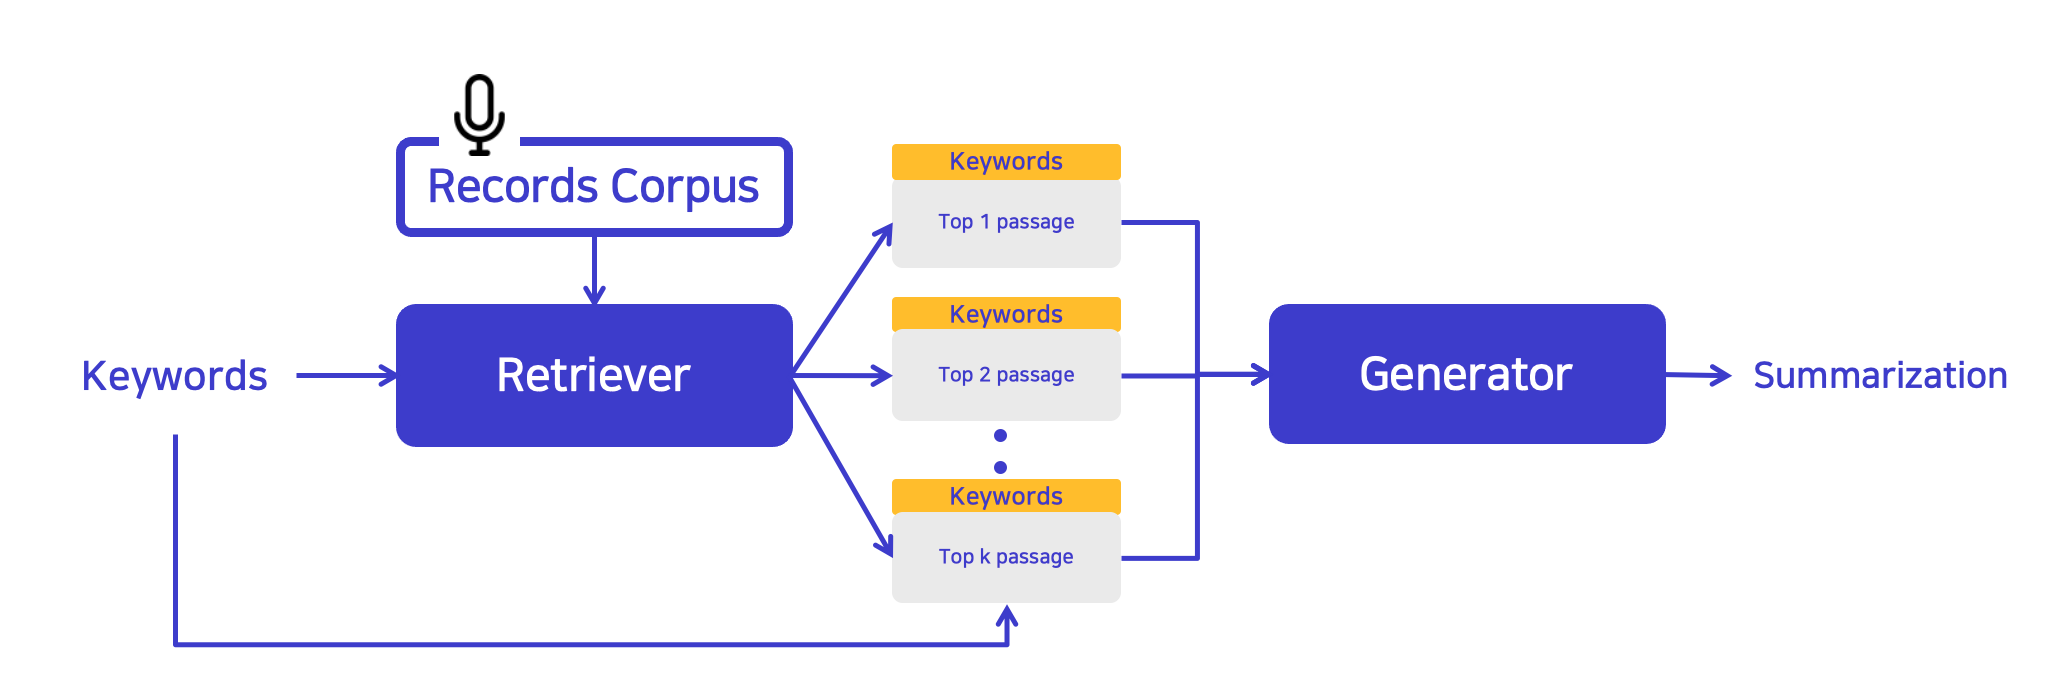 Records Corpus
Keywords
Retriever
Keywords
Top 1 passage
Keywords
Top 2 passage
Keywords
Top k passage
Generator
Summarization